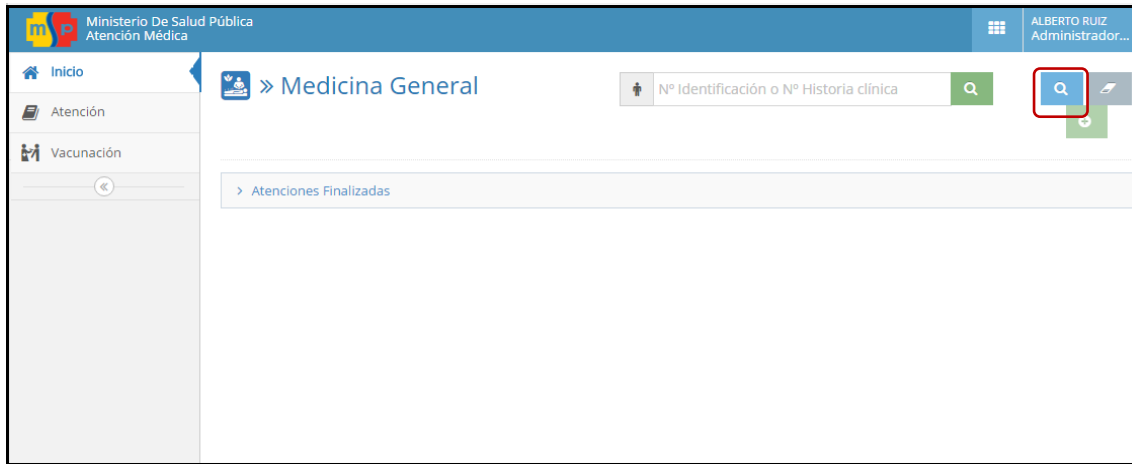 msp
Ministerio De Salud Pública
Atención Médica
ALBERTO RUIZ
Administrador...
Inicio
Atención
Vacunación
» Medicina General
Nº Identificación o Nº Historia clínica
Atenciones Finalizadas